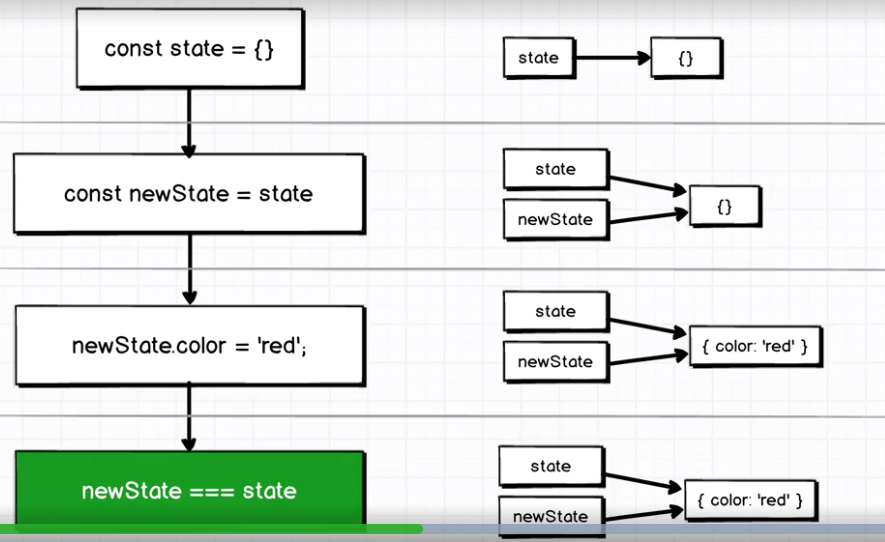 const state = {}
state
{}
const newState = state
state
newState
{}
newState.color = 'red';
state
newState
{ color: 'red' }
newState === state
state
newState
{ color: 'red' }